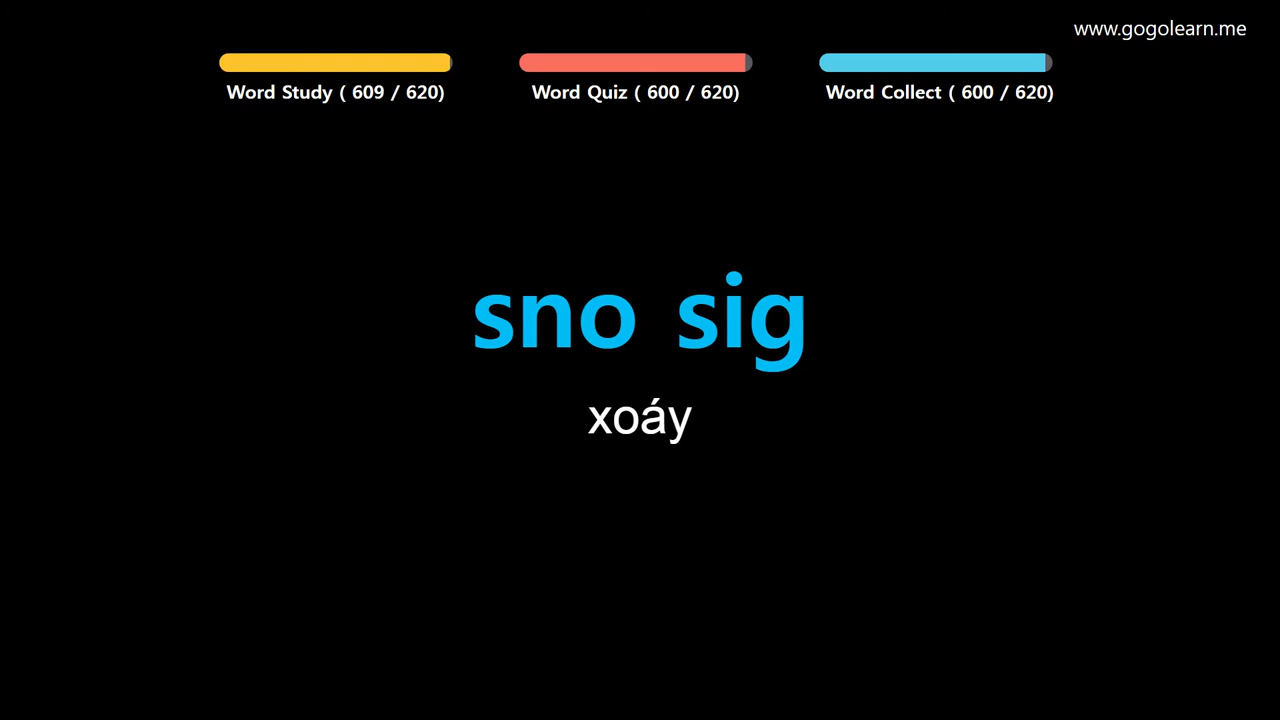 www.gogolearn.me
Word Study ( 609 / 620)
Word Quiz ( 600 / 620)
Word Collect ( 600 / 620)
sno sig
xoáy